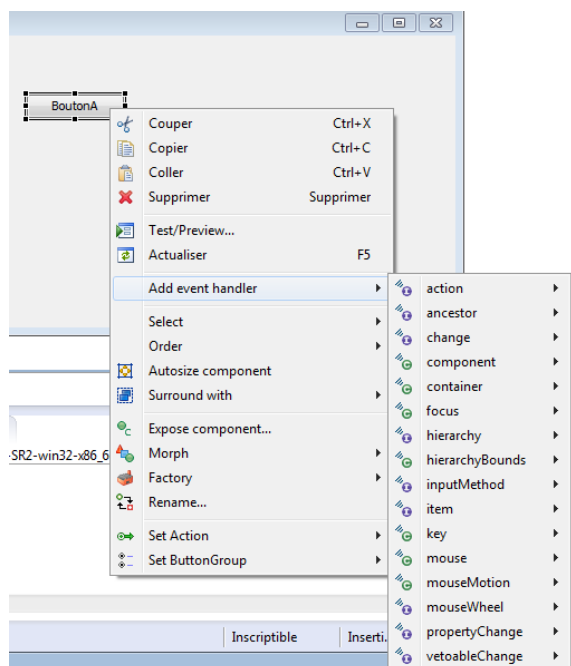 BoutonA
Couper Ctrl+X
Copier Ctrl+C
Coller Ctrl+V
Supprimer Supprimer
Test/Preview...
Actualiser F5
Add event handler
Select
Order
Autosize component
Surround with
Expose component...
Morph
Factory
Rename...
Set Action
Set ButtonGroup
action
ancestor
change
component
container
focus
hierarchy
hierarchyBounds
inputMethod
item
key
mouse
mouseMotion
mouseWheel
propertyChange
vetoableChange
-SR2-win32-x86_6
Inscriptible Inserti.